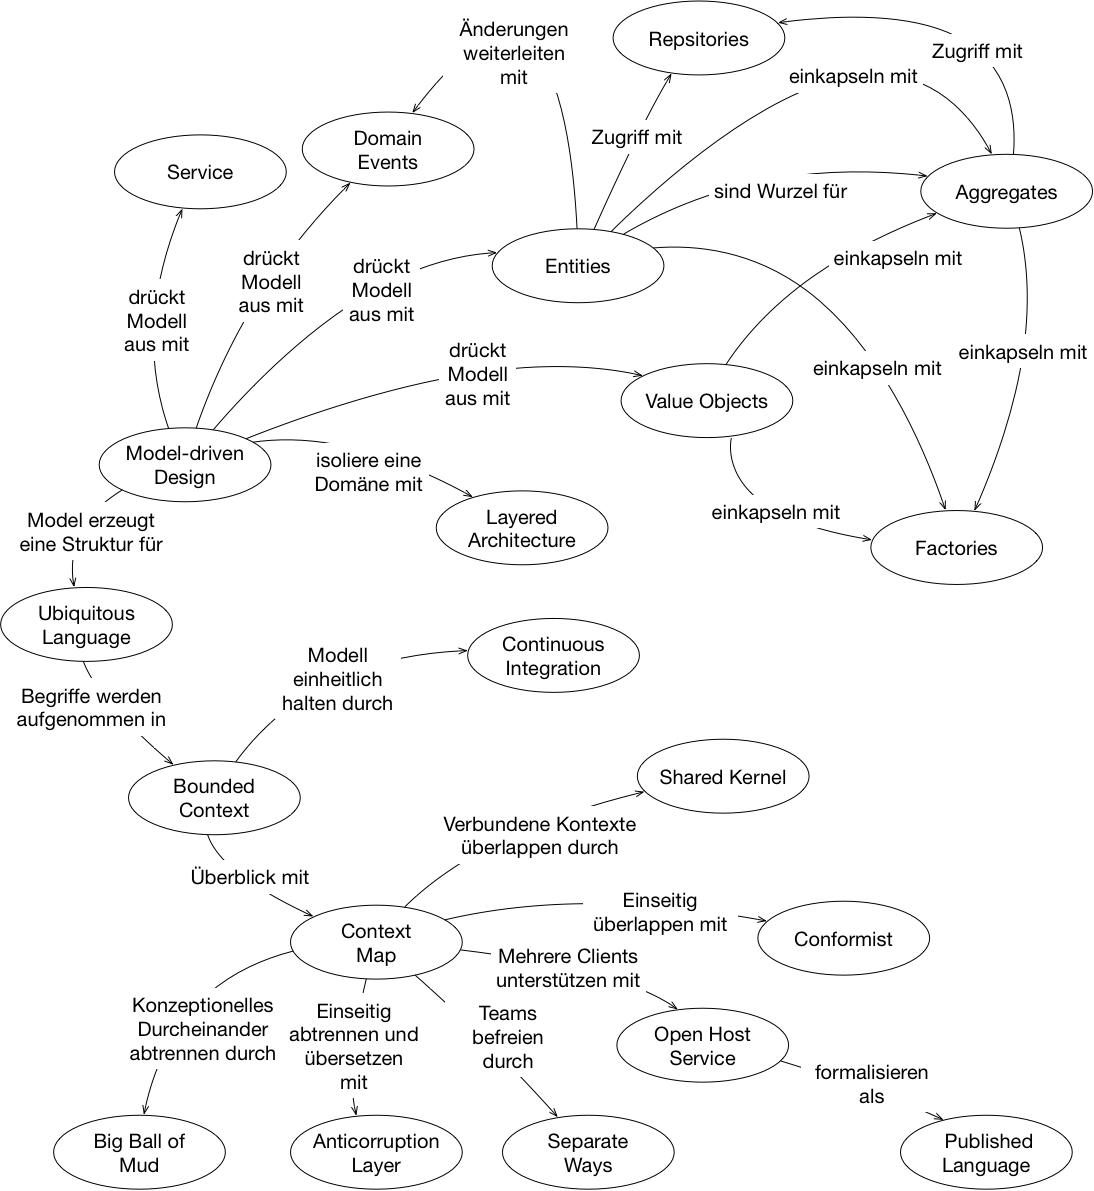 Änderungen
weiterleiten
mit
Repsitories
Zugriff mit
einkapseln mit
Zugriff mit
Domain
Events
Service
sind Wurzel für
Aggregates
drückt
Modell
aus mit
drückt
Modell
aus mit
drückt
Modell
aus mit
Entities
einkapseln mit
drückt
Modell
aus mit
Value Objects
einkapseln mit
einkapseln mit
Model-driven
Design
isoliere eine
Domäne mit
Layered
Architecture
einkapseln mit
Factories
Model erzeugt
eine Struktur für
Ubiquitous
Language
Modell
einheitlich
halten durch
Continuous
Integration
Begriffe werden
aufgenommen in
Bounded
Context
Shared Kernel
Verbundene Kontexte
überlappen durch
Überblick mit
Context
Map
Einseitig
überlappen mit
Conformist
Mehrere Clients
unterstützen mit
Konzeptionelles
Durcheinander
abtrennen durch
Einseitig
abtrennen und
übersetzen
mit
Teams
befreien
durch
Open Host
Service
formalisieren
als
Big Ball of
Mud
Anticorruption
Layer
Separate
Ways
Published
Language